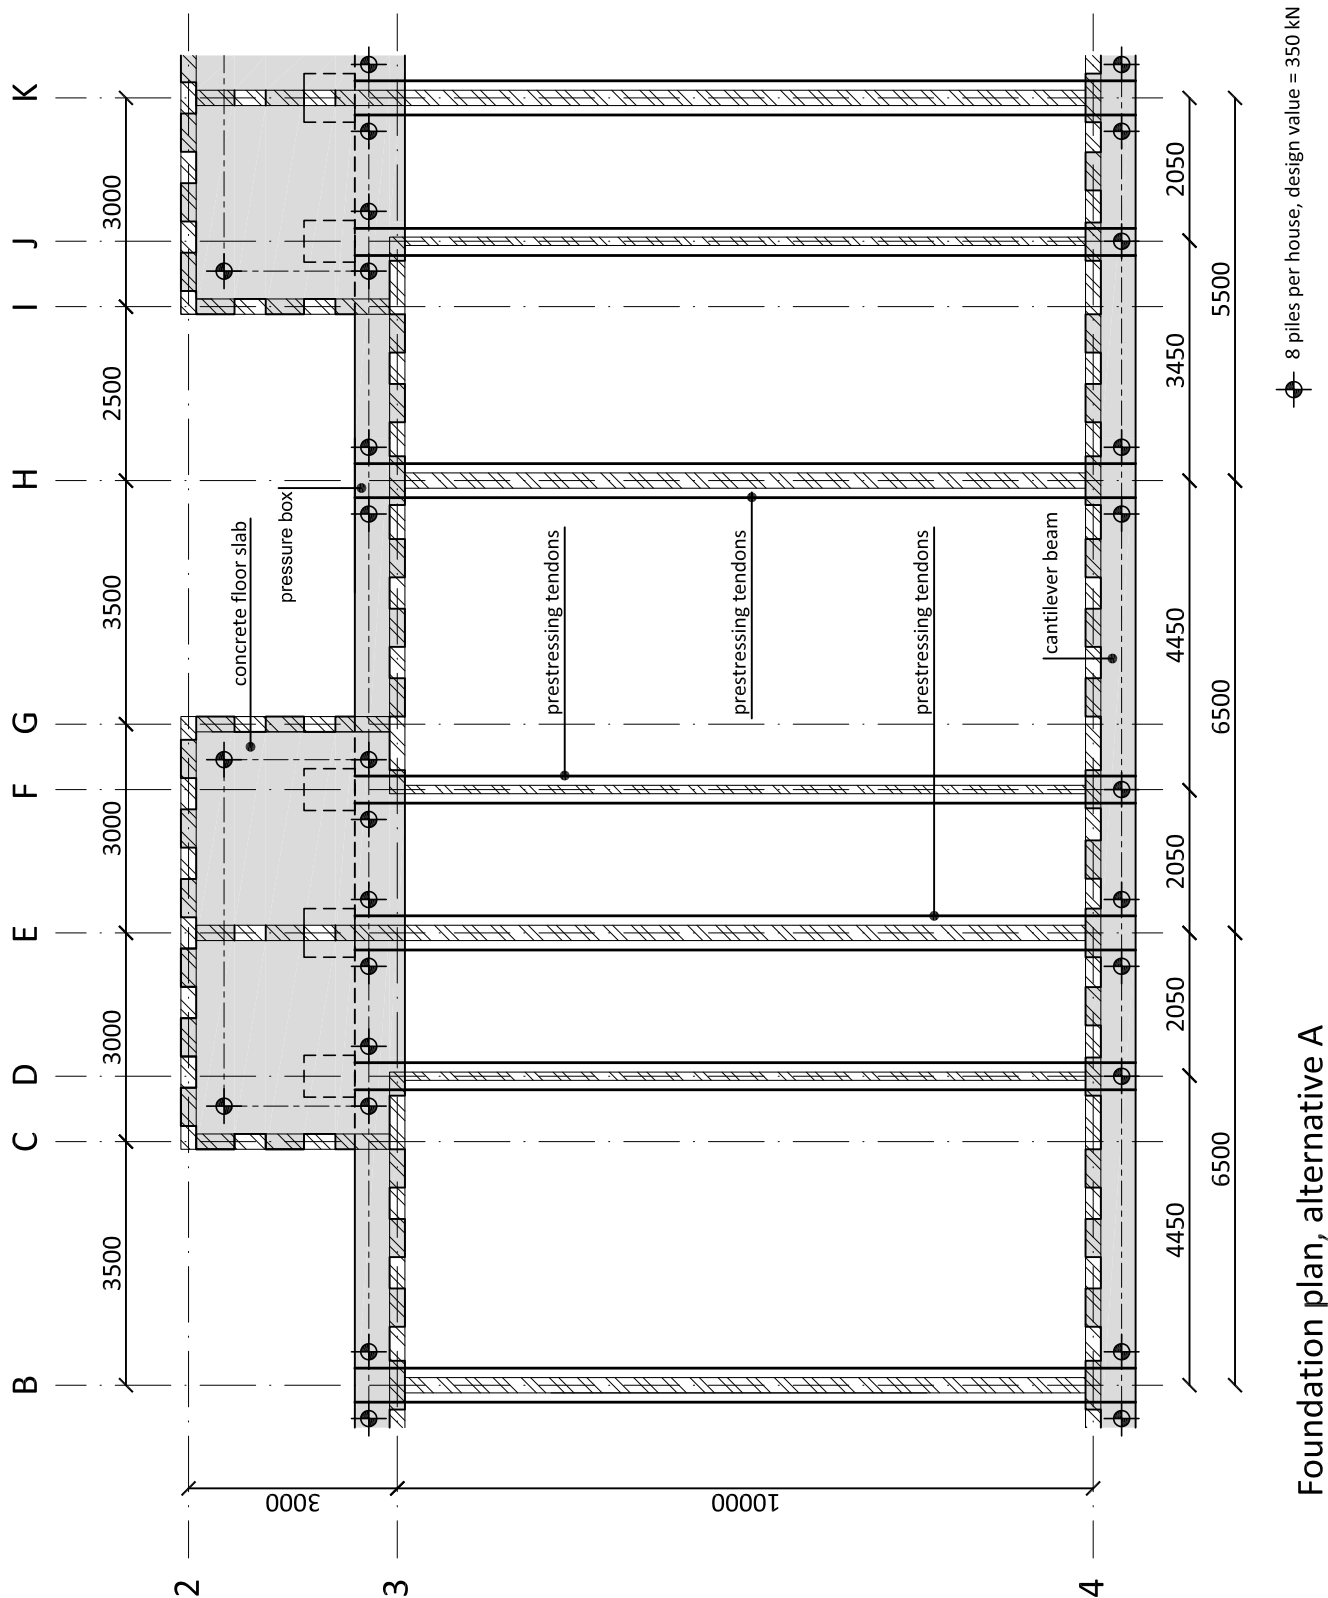 B C D E F G H I J K
3500 3000 3000 3500 2500 3000
2
3
4
3000
10000
concrete floor slab
pressure box
prestressing tendons
prestressing tendons
prestressing tendons
cantilever beam
4450 2050 2050 4450 3450 2050
6500 6500 5500
8 piles per house, design value = 350 kN
Foundation plan, alternative A